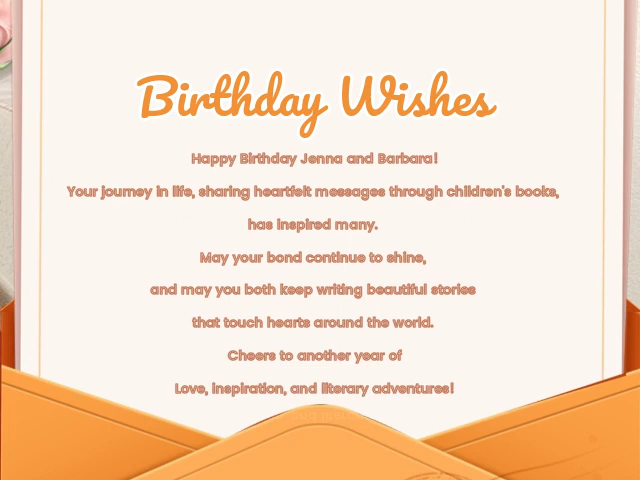 Birthday Wishes
Happy Birthday Jenna and Barbara!
Your journey in life, sharing heartfelt messages through children's books,
has inspired many.
May your bond continue to shine,
and may you both keep writing beautiful stories
that touch hearts around the world.
Cheers to another year of
Love, inspiration, and literary adventures!